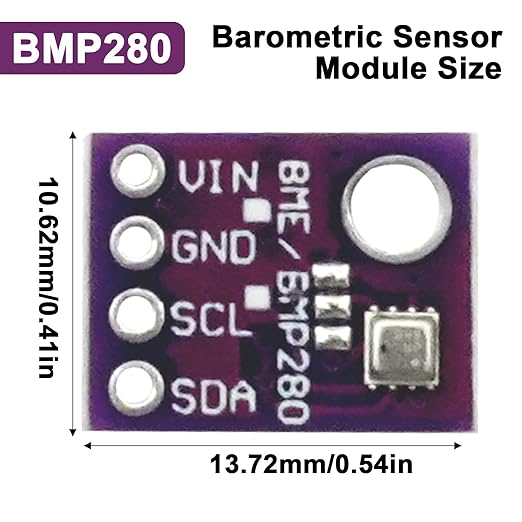 BMP280
Barometric Sensor
Module Size
10.62mm/0.41in
VIN
GND
SCL
SDA
BME/BMP280
13.72mm/0.54in